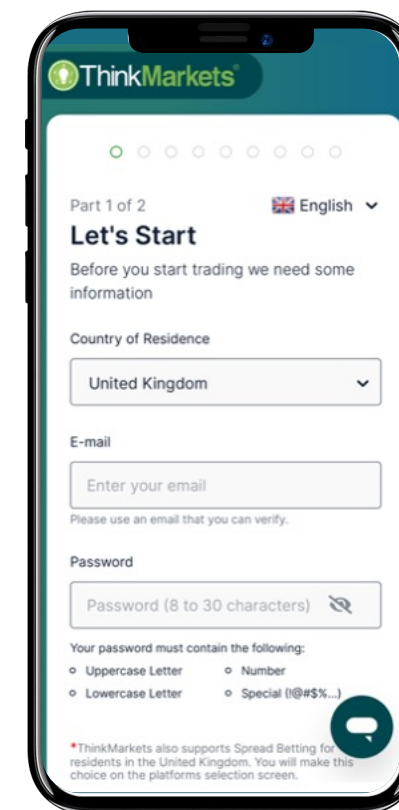 ThinkMarkets®
Part 1 of 2
English
Let's Start
Before you start trading we need some
information
Country of Residence
United Kingdom
E-mail
Enter your email
Please use an email that you can verify.
Password
Password (8 to 30 characters)
Your password must contain the following:
Uppercase Letter
Number
Lowercase Letter
Special (!@#$%...)
*ThinkMarkets also supports Spread Betting for
residents in the United Kingdom. You will make this
choice on the platforms selection screen.